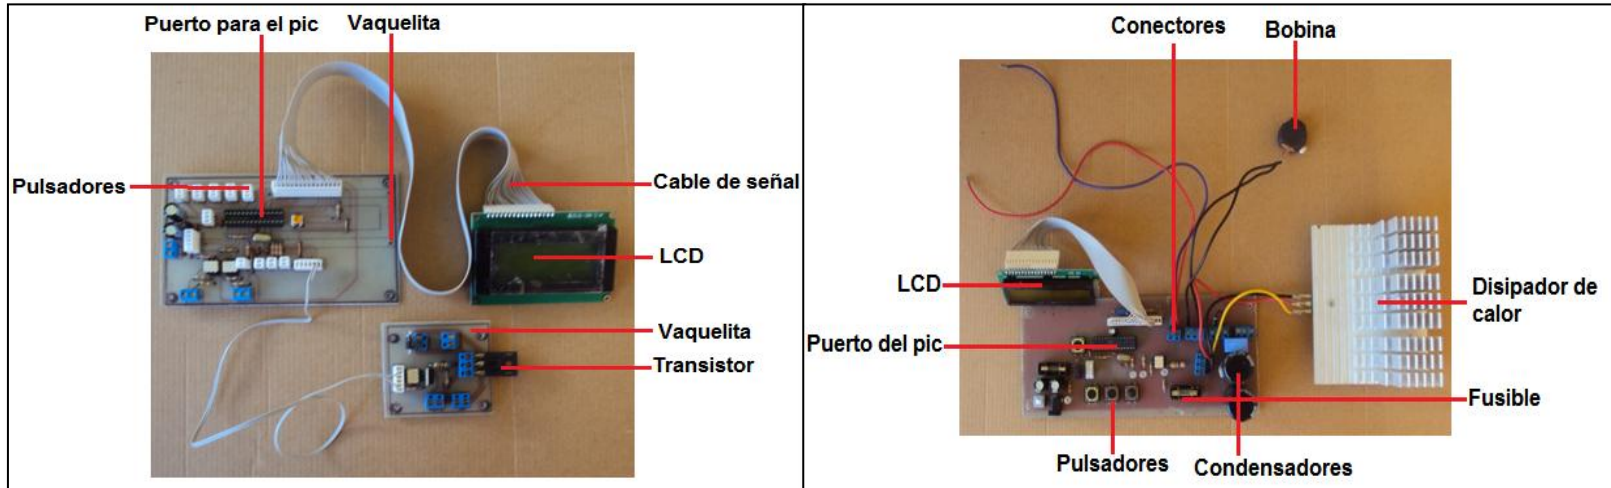 Puerto para el pic
Vaquelita
Pulsadores
Cable de señal
LCD
Vaquelita
Transistor
Conectores
Bobina
LCD
Disipador de
calor
Puerto del pic
Fusible
Pulsadores
Condensadores